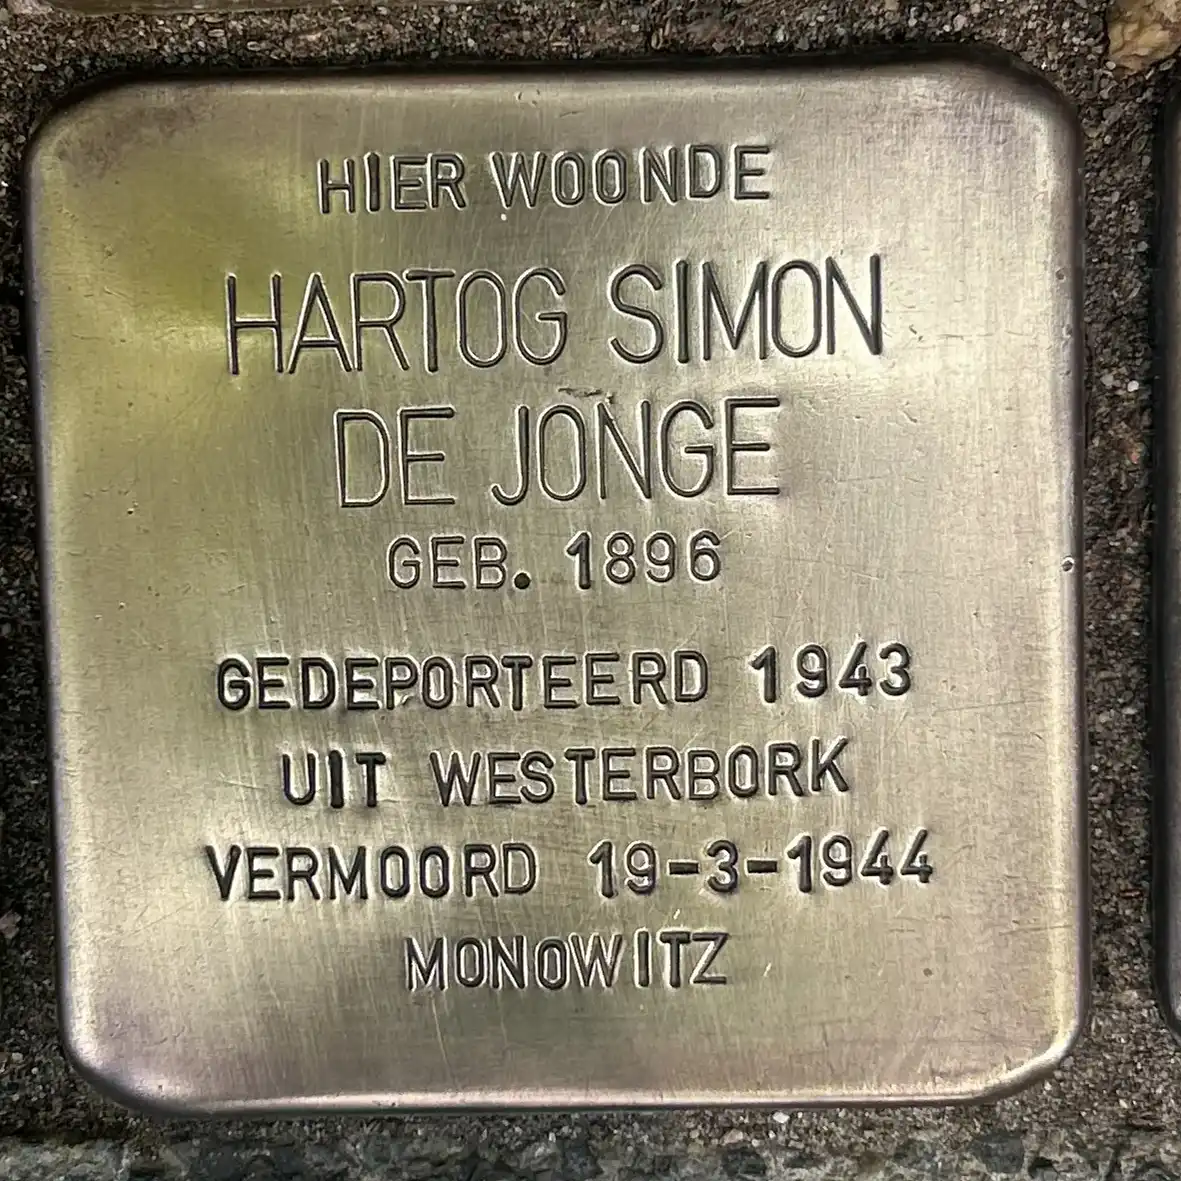 HIER WOONDE
HARTOG SIMON
DE JONGE
GEB. 1896
GEDEPORTEERD 1943
UIT WESTERBORK
VERMOORD 19-3-1944
MONOWITZ